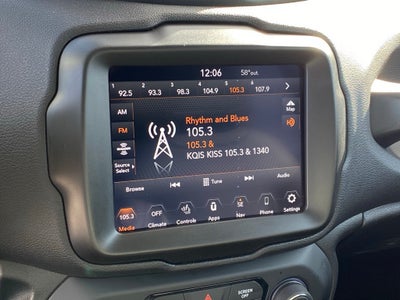 12:06 58°out
1 2 3 4 5 6
92.5 93.3 98.3 104.9 105.3 107.9
AM
FM
Source
Select
Rhythm and Blues
105.3
105.3 &
KQIS KISS 105.3 & 1340
Map
Browse Tune Audio
105.3 OFF
Media Climate Controls Apps Nav Phone Settings
SCREEN
OFF